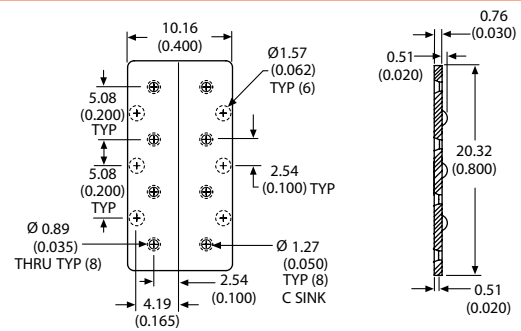 10.16
(0.400)
Ø1.57
(0.062)
TYP (6)
5.08
(0.200)
TYP
5.08
(0.200)
TYP
2.54
(0.100) TYP
Ø 0.89
(0.035)
THRU TYP (8)
Ø 1.27
(0.050)
TYP (8)
C SINK
2.54
(0.100)
4.19
(0.165)
0.76
(0.030)
0.51
(0.020)
20.32
(0.800)
0.51
(0.020)